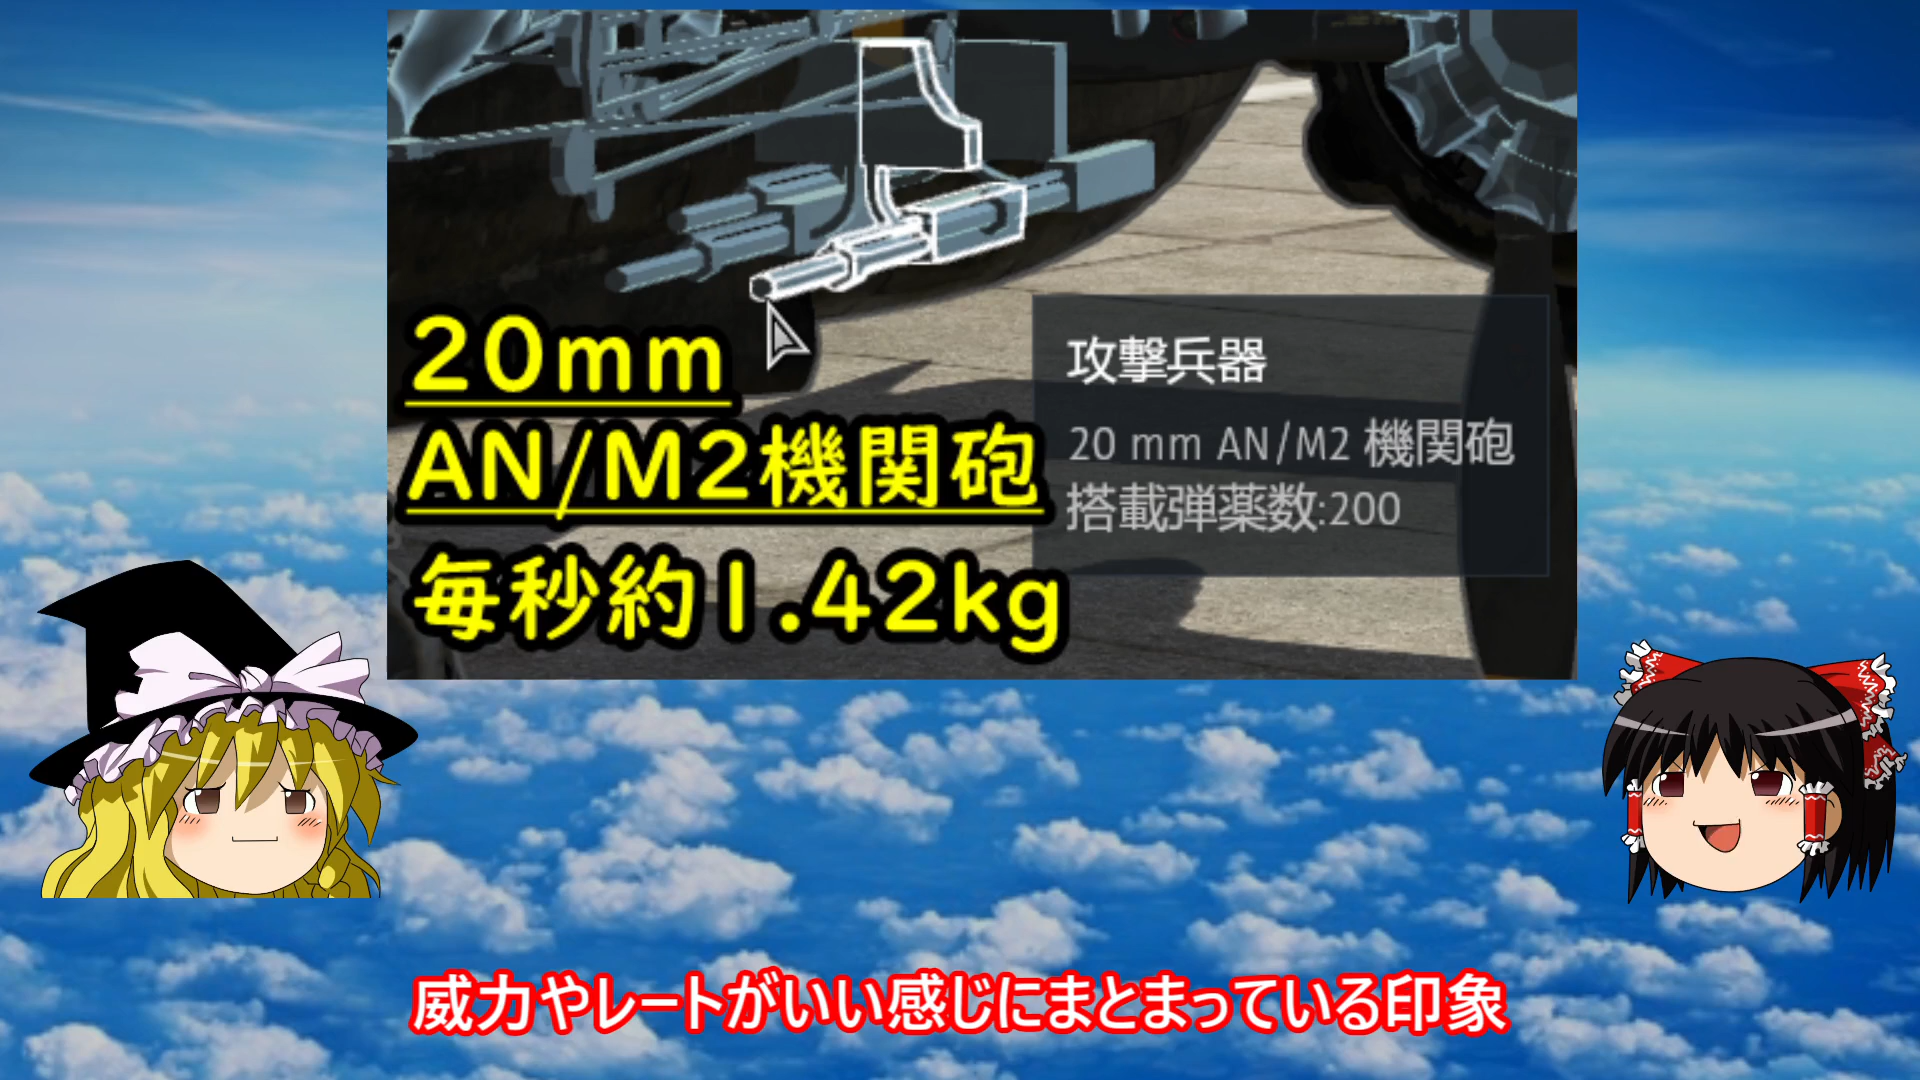 20mm
AN/M2機関砲
毎秒約1.42kg
攻撃兵器
20 mm AN/M2 機関砲
搭載弾薬数:200
威力やレートがいい感じにまとまっている印象